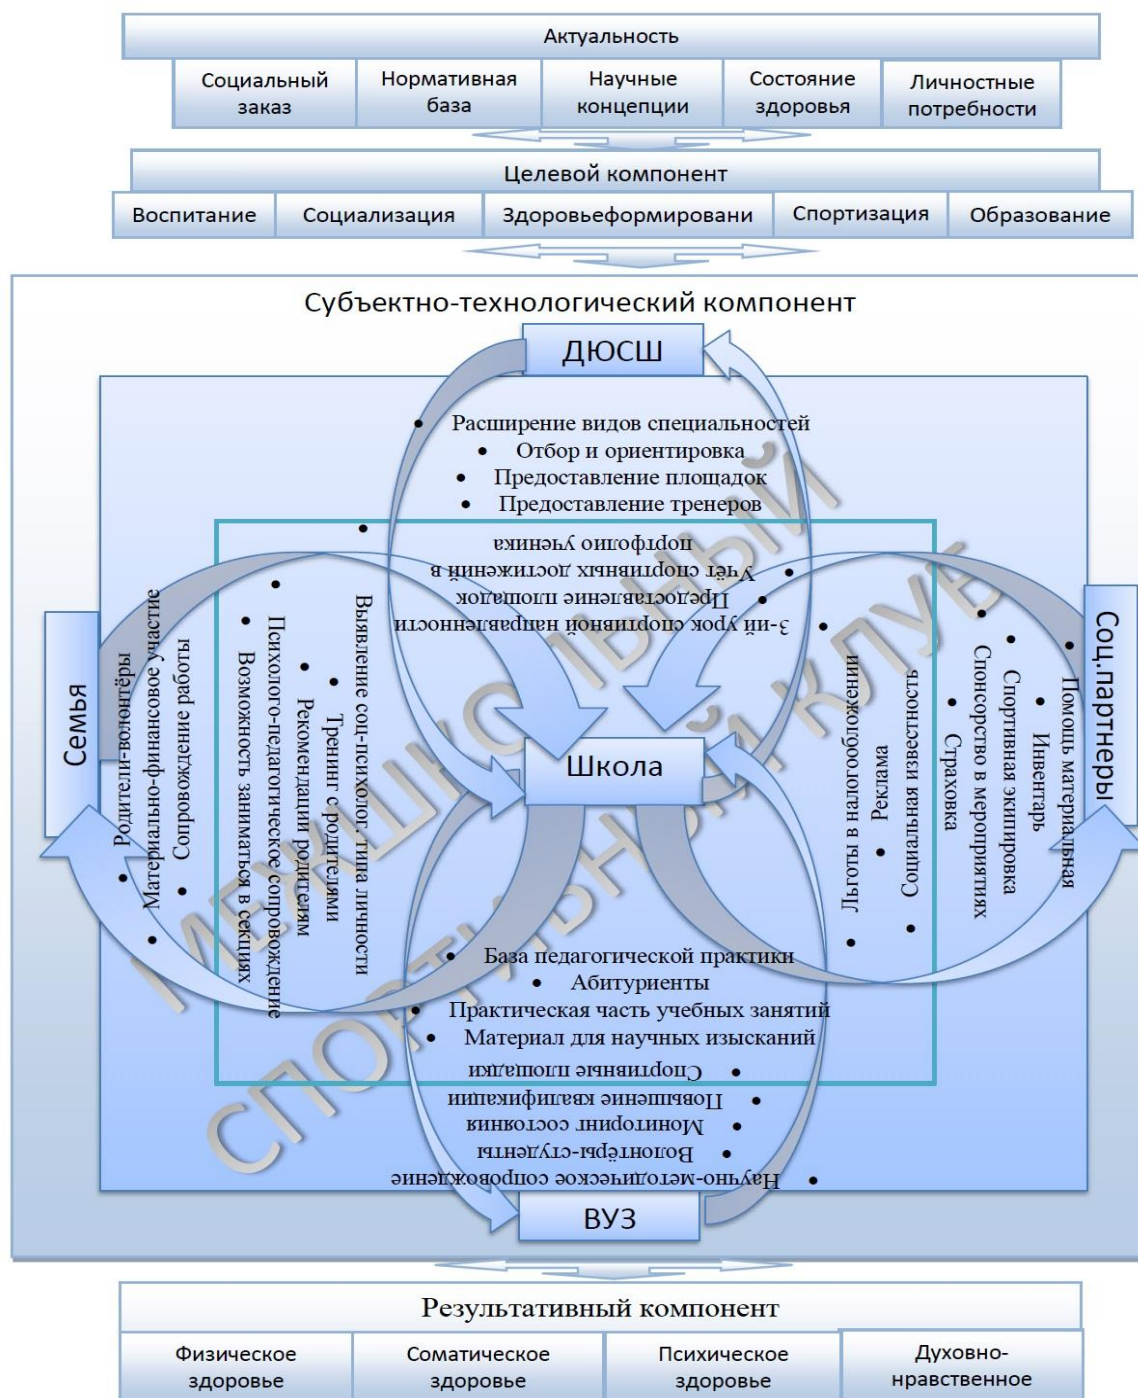 Актуальность
Социальный
заказ
Нормативная
база
Научные
концепции
Состояние
здоровья
Личностные
потребности
Целевой компонент
Воспитание
Социализация
Здоровьеформировани
Спортизация
Образование
Субъектно-технологический компонент
ДЮСШ
• Расширение видов специальностей
• Отбор и ориентировка
• Предоставление площадок
• Предоставление тренеров
• 3-ий урок спортивной направленности
• Предоставление площадок
• Учёт спортивных достижений в
портфолио ученика
Семья
• Родители-волонтёры
• Материально-финансовое участие
• Сопровождение работы
• Выявление соц-психолог. типа личности
• Тренинг с родителями
• Рекомендации родителям
• Психолого-педагогическое сопровождение
• Возможность заниматься в секциях
Школа
• Льготы в налогообложении
• Реклама
• Социальная известность
• Помощь материальная
• Инвентарь
• Спортивная экипировка
• Спонсорство в мероприятиях
• Страховка
Соц.партнеры
МЕЖШКОЛЬНЫЙ
СПОРТИВНЫЙ КЛУБ
• База педагогической практики
• Абитуриенты
• Практическая часть учебных занятий
• Материал для научных изысканий
• Научно-методическое сопровождение
• Волонтёры-студенты
• Мониторинг состояния
• Повышение квалификации
• Спортивные площадки
ВУЗ
Результативный компонент
Физическое
здоровье
Соматическое
здоровье
Психическое
здоровье
Духовно-
нравственное